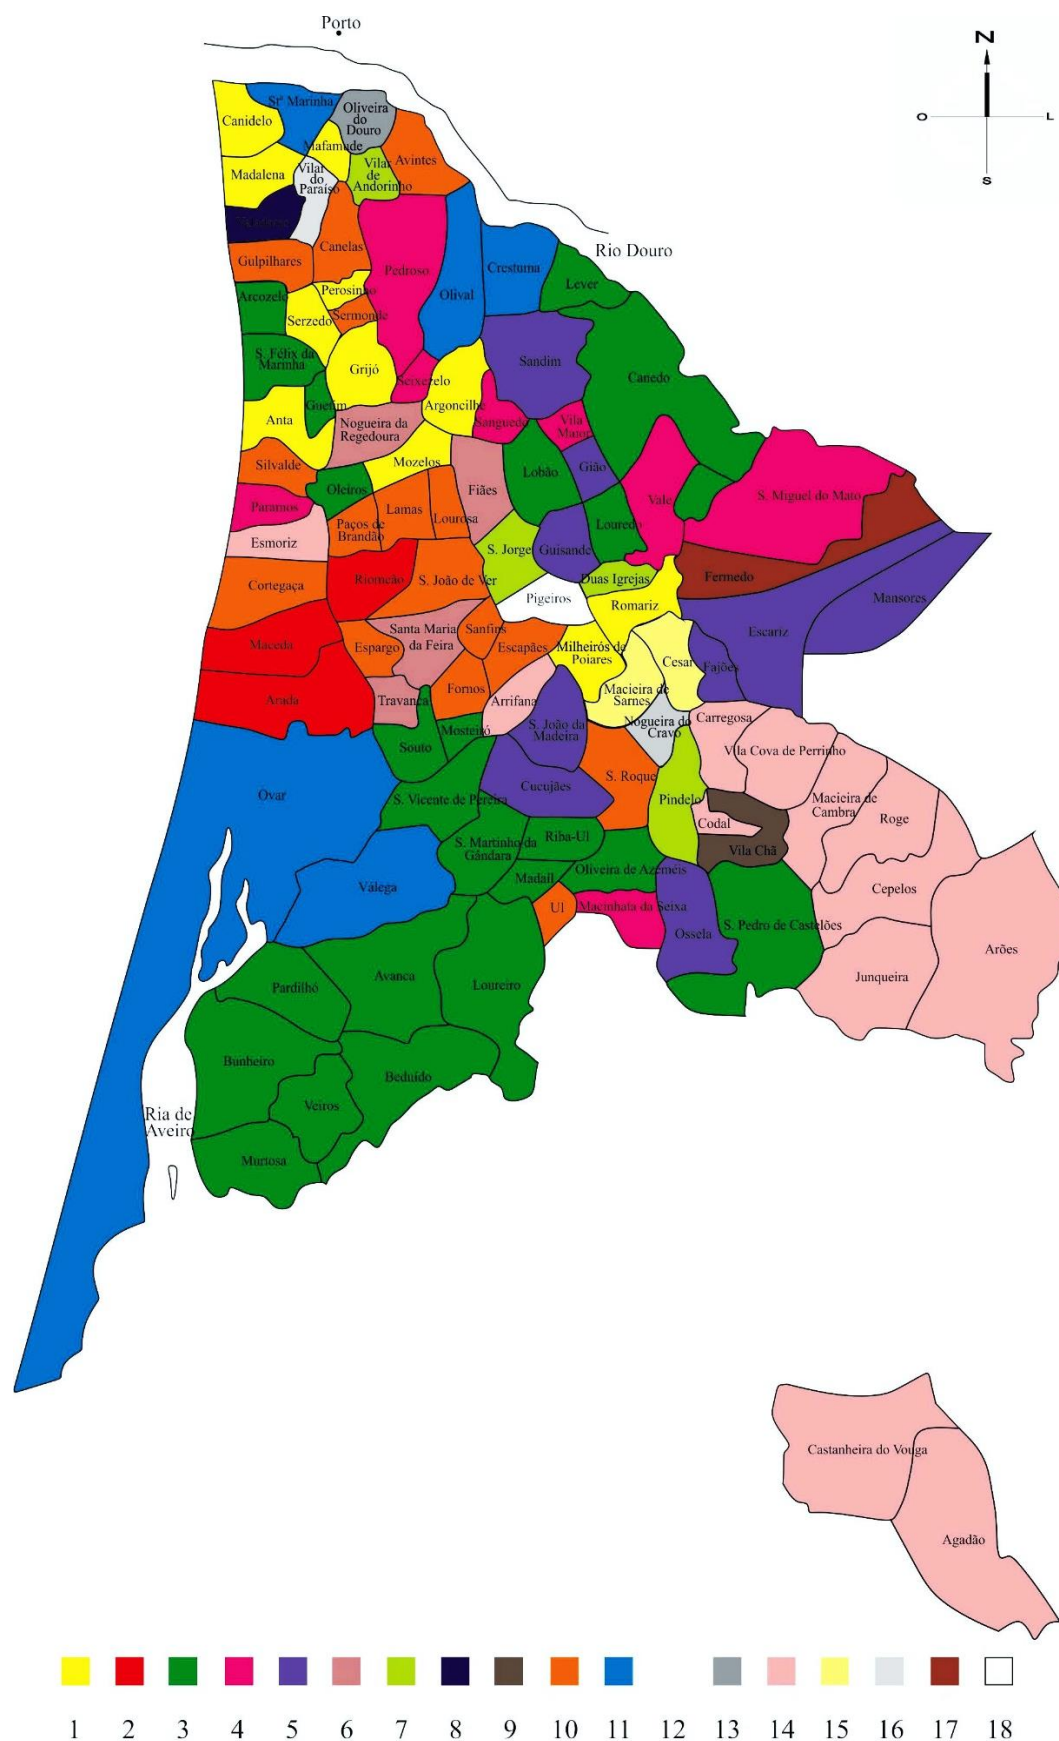 Porto
N
O
L
S
Stª Marinha
Canidelo
Oliveira
do
Douro
Mafamude
Avintes
Vilar
do
Paraíso
Vilar
de
Andorinho
Madalena
Canelas
Gulpilhares
Pedroso
Rio Douro
Crestuma
Lever
Olival
Perosinho
Arcozelo
Sermonde
Serzedo
S. Félix da
Marinha
Grijó
Sandim
Canedo
Seixezelo
Guetim
Argoncilhe
Anta
Nogueira da
Regedoura
Sanguedo
Vila
Maior
Silvalde
Mozelos
Lobão
Gião
Oleiros
Fiães
Vale
S. Miguel do Mato
Paramos
Lamas
Lourosa
Paços de
Brandão
Louredo
Esmoriz
S. Jorge
Guisande
Riomeão
S. João de Ver
Duas Igrejas
Fermedo
Cortegaça
Pigeiros
Romariz
Mansores
Santa Maria
da Feira
Sanfins
Escariz
Maceda
Espargo
Escapães
Milheirós de
Poiares
Cesar
Fajões
Arada
Travanca
Fornos
Arrifana
Macieira de
Sarnes
Nogueira do
Cravo
Carregosa
Mosteiró
S. João da
Madeira
Souto
Vila Cova de Perrinho
S. Roque
Cucujães
Ovar
S. Vicente de Pereira
Pindelo
Macieira de
Cambra
Roge
Codal
S. Martinho da
Gândara
Riba-Ul
Vila Chã
Oliveira de Azeméis
Madail
Válega
Cepelos
Ul
Macinhata da Seixa
Ossela
S. Pedro de Castelões
Arões
Junqueira
Avanca
Loureiro
Pardilhó
Bunheiro
Beduído
Veiros
Ria de
Aveiro
Murtosa
Castanheira do Vouga
Agadão
1 2 3 4 5 6 7 8 9 10 11 12 13 14 15 16 17 18